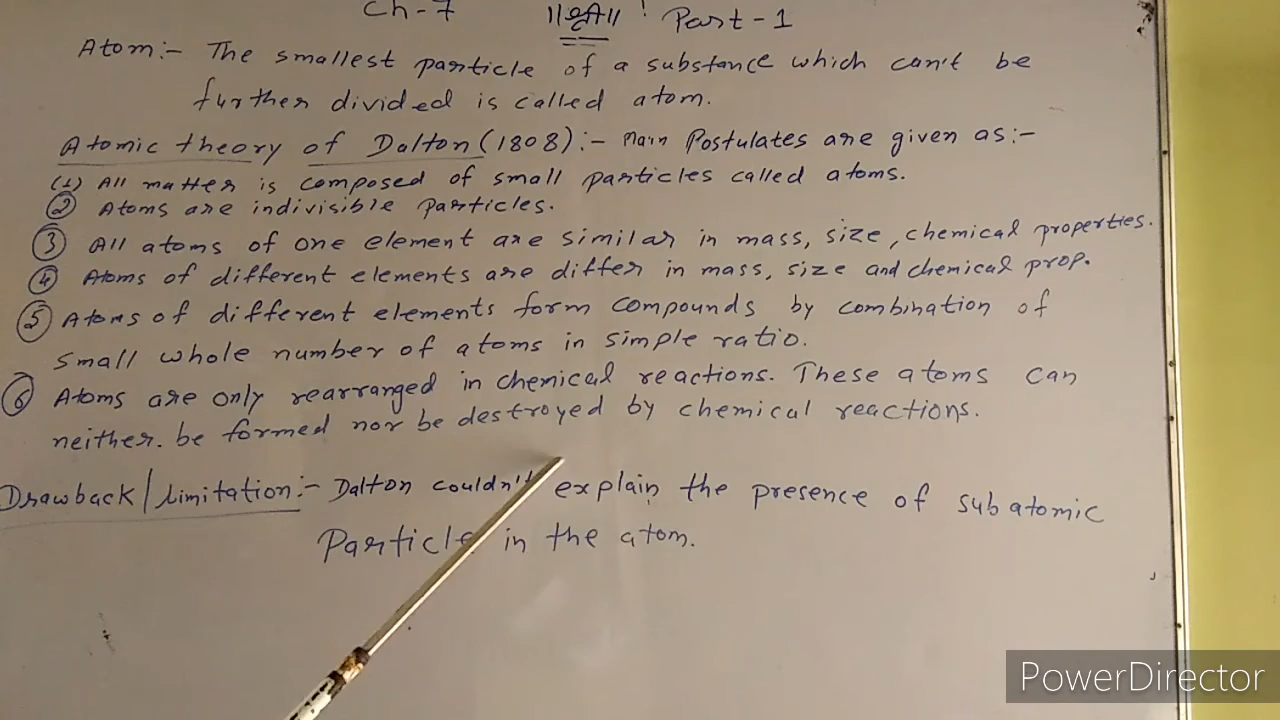 Ch-7 ||श्री|| Part-1
Atom:- The smallest particle of a substance which can't be
further divided is called atom.
Atomic theory of Dalton (1808):- Main Postulates are given as:-
(1) All matter is composed of small particles called atoms.
② Atoms are indivisible particles.
③ All atoms of one element are similar in mass, size, chemical properties.
④ Atoms of different elements are differ in mass, size and chemical prop.
⑤ Atoms of different elements form compounds by combination of
small whole number of atoms in simple ratio.
⑥ Atoms are only rearranged in chemical reactions. These atoms can
neither. be formed nor be destroyed by chemical reactions.
Drawback/limitation:- Dalton couldn't explain the presence of subatomic
Particle in the atom.
PowerDirector